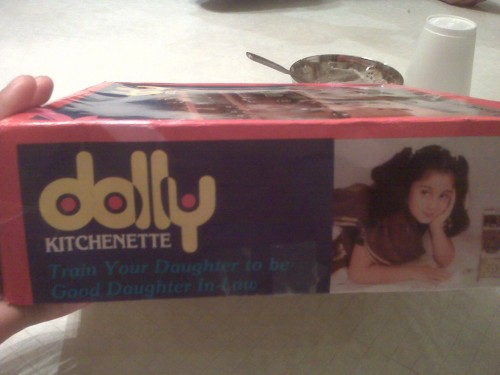 dolly
KITCHENETTE
Train Your Daughter to be
Good Daughter In-Law